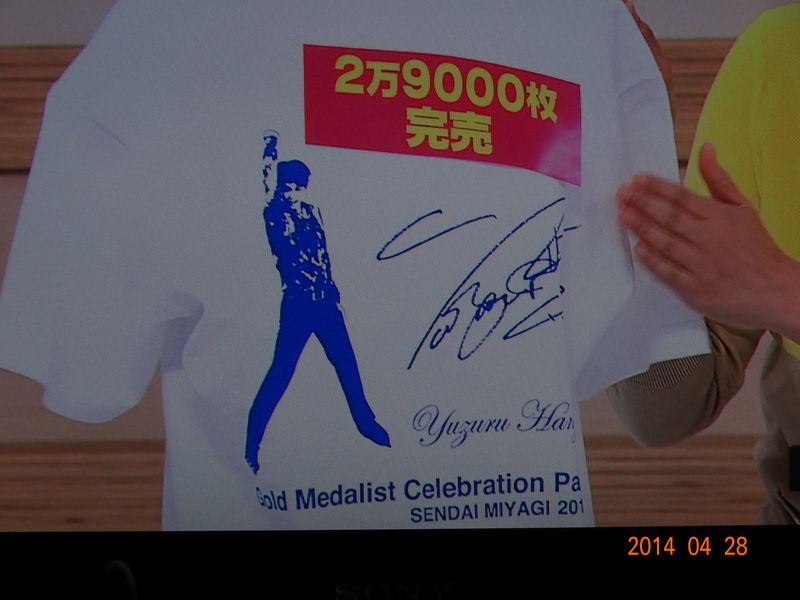 2万9000枚
完売
Yuzuru Han
Gold Medalist Celebration Pa
SENDAI MIYAGI 201
2014 04 28
SONY